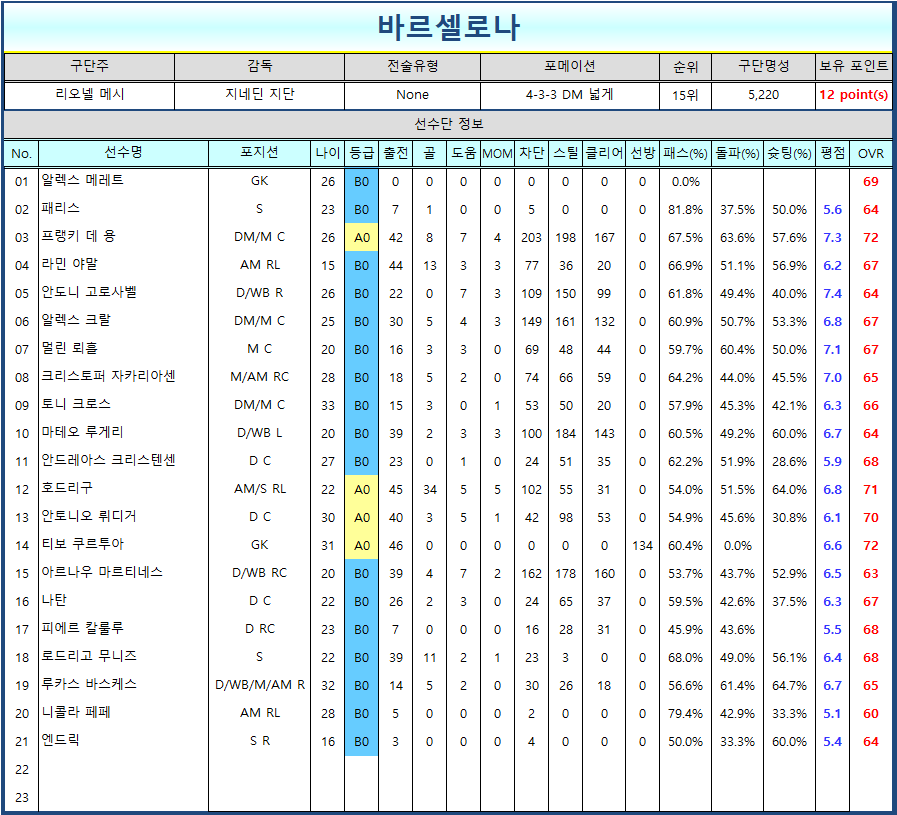 바르셀로나
구단주 감독 전술유형 포메이션 순위 구단명성 보유 포인트
리오넬 메시 지네딘 지단 None 4-3-3 DM 넓게 15위 5,220 12 point(s)
선수단 정보
No. 선수명 포지션 나이 등급 출전 골 도움 MOM 차단 스틸 클리어 선방 패스(%) 돌파(%) 슛팅(%) 평점 OVR
01 알렉스 메레트 GK 26 B0 0 0 0 0 0 0 0 0 0.0% 69
02 패리스 S 23 B0 7 1 0 0 5 0 0 0 81.8% 37.5% 50.0% 5.6 64
03 프랭키 데 용 DM/M C 26 A0 42 8 7 4 203 198 167 0 67.5% 63.6% 57.6% 7.3 72
04 라민 야말 AM RL 15 B0 44 13 3 3 77 36 20 0 66.9% 51.1% 56.9% 6.2 67
05 안도니 고로사벨 D/WB R 26 B0 22 0 7 3 109 150 99 0 61.8% 49.4% 40.0% 7.4 64
06 알렉스 크랄 DM/M C 25 B0 30 5 4 3 149 161 132 0 60.9% 50.7% 53.3% 6.8 67
07 멀린 뢰흘 M C 20 B0 16 3 3 0 69 48 44 0 59.7% 60.4% 50.0% 7.1 67
08 크리스토퍼 자카리아센 M/AM RC 28 B0 18 5 2 0 74 66 59 0 64.2% 44.0% 45.5% 7.0 65
09 토니 크로스 DM/M C 33 B0 15 3 0 1 53 50 20 0 57.9% 45.3% 42.1% 6.3 66
10 마테오 루게리 D/WB L 20 B0 39 2 3 3 100 184 143 0 60.5% 49.2% 60.0% 6.7 64
11 안드레아스 크리스텐센 D C 27 B0 23 0 1 0 24 51 35 0 62.2% 51.9% 28.6% 5.9 68
12 호드리구 AM/S RL 22 A0 45 34 5 5 102 55 31 0 54.0% 51.5% 64.0% 6.8 71
13 안토니오 뤼디거 D C 30 A0 40 3 5 1 42 98 53 0 54.9% 45.6% 30.8% 6.1 70
14 티보 쿠르투아 GK 31 A0 46 0 0 0 0 0 0 134 60.4% 0.0% 6.6 72
15 아르나우 마르티네스 D/WB RC 20 B0 39 4 7 2 162 178 160 0 53.7% 43.7% 52.9% 6.5 63
16 나탄 D C 22 B0 26 2 3 0 24 65 37 0 59.5% 42.6% 37.5% 6.3 67
17 피에르 칼룰루 D RC 23 B0 7 0 0 0 16 28 31 0 45.9% 43.6% 5.5 68
18 로드리고 무니즈 S 22 B0 39 11 2 1 23 3 0 0 68.0% 49.0% 56.1% 6.4 68
19 루카스 바스케스 D/WB/M/AM R 32 B0 14 5 2 0 30 26 18 0 56.6% 61.4% 64.7% 6.7 65
20 니콜라 페페 AM RL 28 B0 5 0 0 0 2 0 0 0 79.4% 42.9% 33.3% 5.1 60
21 엔드릭 S R 16 B0 3 0 0 0 4 0 0 0 50.0% 33.3% 60.0% 5.4 64
22
23